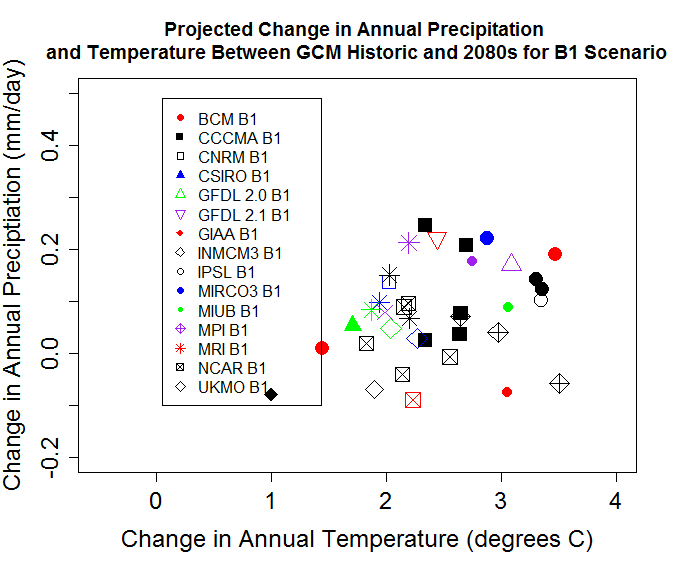 Projected Change in Annual Precipitation
and Temperature Between GCM Historic and 2080s for B1 Scenario
Change in Annual Preciptiation (mm/day)
0.4
0.2
0.0
-0.2
BCM B1
CCCMA B1
CNRM B1
CSIRO B1
GFDL 2.0 B1
GFDL 2.1 B1
GIAA B1
INMCM3 B1
IPSL B1
MIRCO3 B1
MIUB B1
MPI B1
MRI B1
NCAR B1
UKMO B1
0 1 2 3 4
Change in Annual Temperature (degrees C)